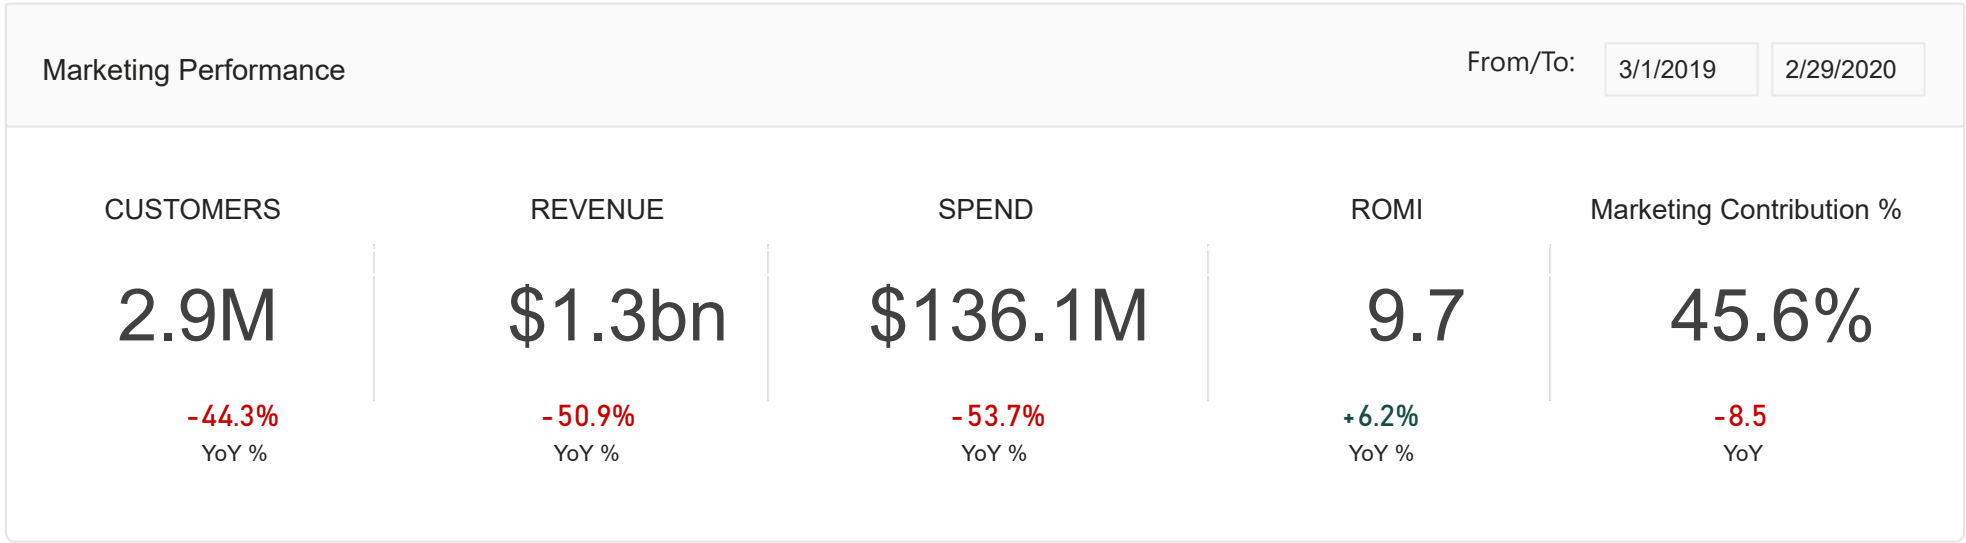 Marketing Performance
From/To: 3/1/2019 2/29/2020
CUSTOMERS
2.9M
-44.3%
YoY %
REVENUE
$1.3bn
-50.9%
YoY %
SPEND
$136.1M
-53.7%
YoY %
ROMI
9.7
+6.2%
YoY %
Marketing Contribution %
45.6%
-8.5
YoY